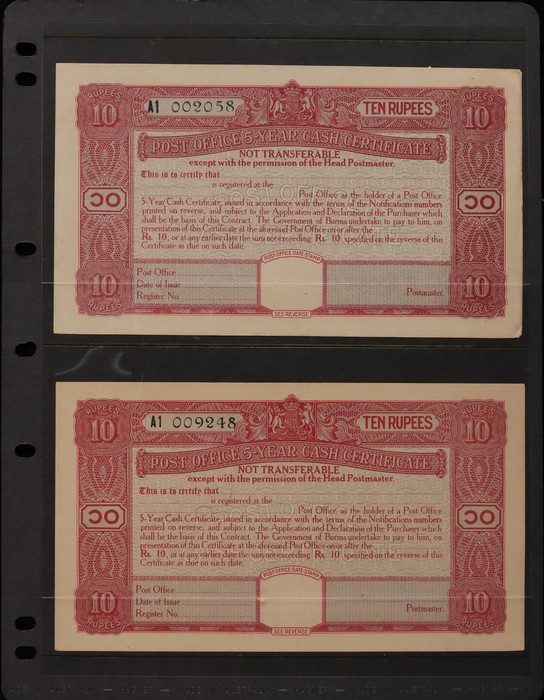 RUPEES
10
A1 002058
TEN RUPEES
RUPEES
10
POST OFFICE 5-YEAR CASH CERTIFICATE
NOT TRANSFERABLE
except with the permission of the Head Postmaster.
This is to certify that
is registered at the
Post Office as the holder of a Post Office
5-Year Cash Certificate, issued in accordance with the terms of the Notifications numbers
printed on reverse, and subject to the Application and Declaration of the Purchaser which
shall be the basis of this Contract. The Government of Burma undertake to pay to him, on
presentation of this Certificate at the aforesaid Post Office on or after the
Rs. 10, or at any earlier date the sum not exceeding Rs. 10 specified on the reverse of this
Certificate as due on such date.
၁၀
၁၀
POST OFFICE DATE-STAMP
Post Office
Date of Issue
Register No.
Postmaster.
10
RUPEES
10
RUPEES
SEE REVERSE
RUPEES
10
A1 009248
TEN RUPEES
RUPEES
10
POST OFFICE 5-YEAR CASH CERTIFICATE
NOT TRANSFERABLE
except with the permission of the Head Postmaster.
This is to certify that
is registered at the
Post Office as the holder of a Post Office
5-Year Cash Certificate, issued in accordance with the terms of the Notifications numbers
printed on reverse, and subject to the Application and Declaration of the Purchaser which
shall be the basis of this Contract. The Government of Burma undertake to pay to him, on
presentation of this Certificate at the aforesaid Post Office on or after the
Rs. 10, or at any earlier date the sum not exceeding Rs. 10 specified on the reverse of this
Certificate as due on such date.
၁၀
၁၀
POST OFFICE DATE-STAMP
Post Office
Date of Issue
Register No.
Postmaster.
10
RUPEES
10
RUPEES
SEE REVERSE